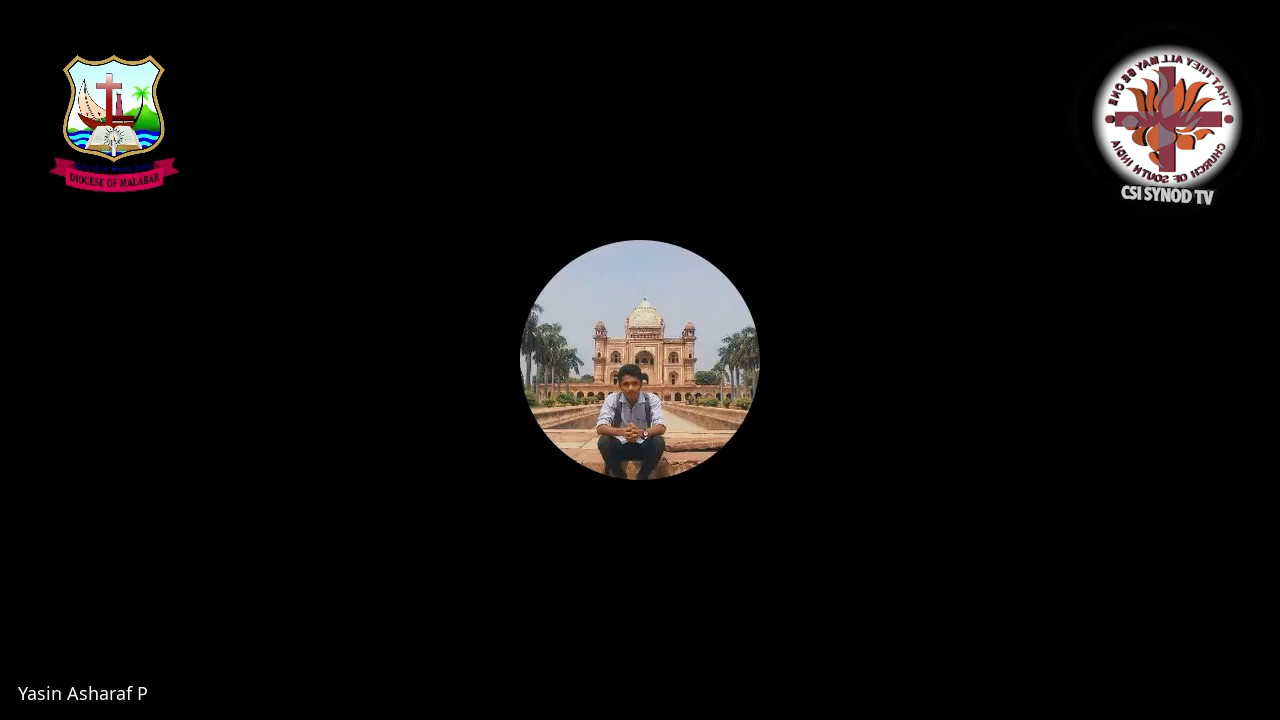 DIOCESE OF MALABAR
THAT THEY ALL MAY BE ONE
CHURCH OF SOUTH INDIA
CSI SYNOD TV
Yasin Asharaf P